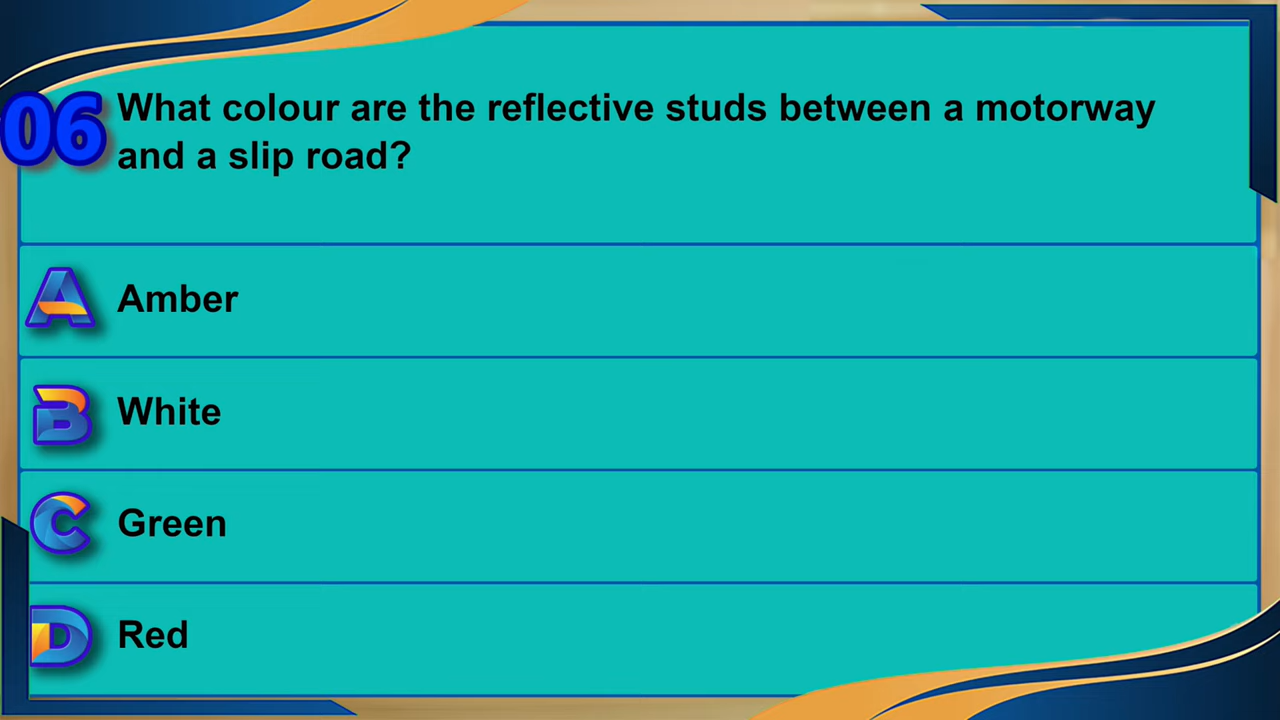 06 What colour are the reflective studs between a motorway
and a slip road?
A Amber
B White
C Green
D Red